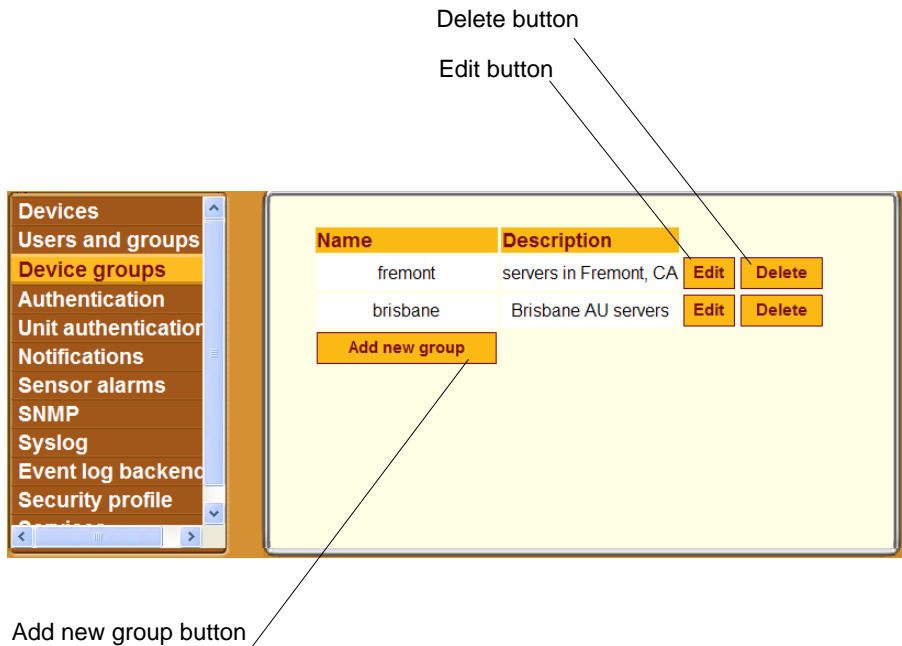 Delete button
Edit button
Devices
Users and groups
Device groups
Authentication
Unit authentication
Notifications
Sensor alarms
SNMP
Syslog
Event log backend
Security profile
Name Description
fremont servers in Fremont, CA Edit Delete
brisbane Brisbane AU servers Edit Delete
Add new group
Add new group button